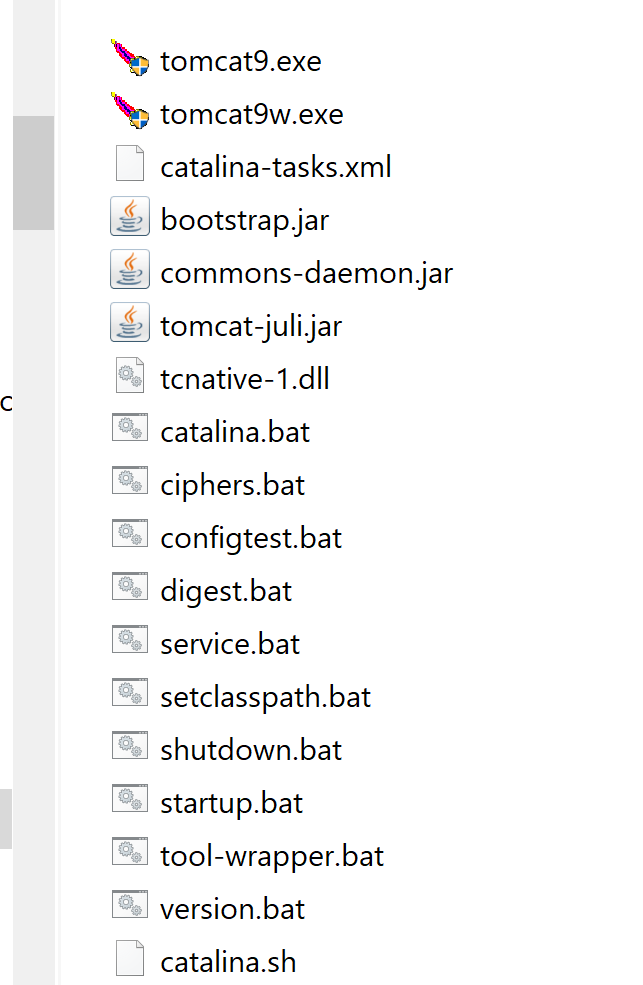 tomcat9.exe
tomcat9w.exe
catalina-tasks.xml
bootstrap.jar
commons-daemon.jar
tomcat-juli.jar
tcnative-1.dll
catalina.bat
ciphers.bat
configtest.bat
digest.bat
service.bat
setclasspath.bat
shutdown.bat
startup.bat
tool-wrapper.bat
version.bat
catalina.sh